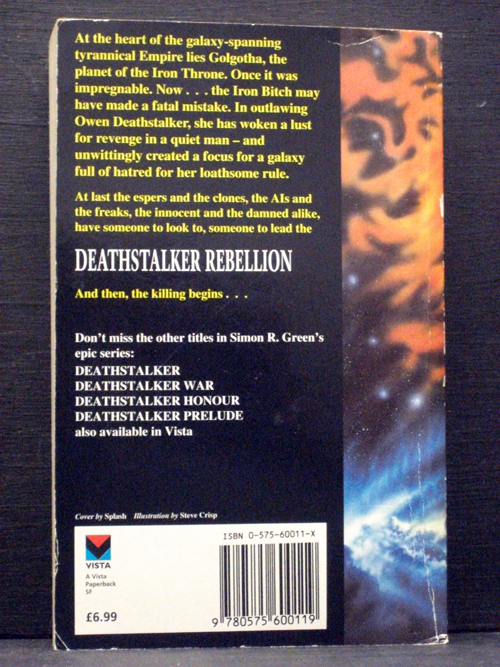 At the heart of the galaxy-spanning
tyrannical Empire lies Golgotha, the
planet of the Iron Throne. Once it was
impregnable. Now . . . the Iron Bitch may
have made a fatal mistake. In outlawing
Owen Deathstalker, she has woken a lust
for revenge in a quiet man – and
unwittingly created a focus for a galaxy
full of hatred for her loathsome rule.
At last the espers and the clones, the AIs and
the freaks, the innocent and the damned alike,
have someone to look to, someone to lead the
DEATHSTALKER REBELLION
And then, the killing begins . . .
Don't miss the other titles in Simon R. Green's
epic series:
DEATHSTALKER
DEATHSTALKER WAR
DEATHSTALKER HONOUR
DEATHSTALKER PRELUDE
also available in Vista
Cover by Splash Illustration by Steve Crisp
VISTA
A Vista
Paperback
SF
£6.99
ISBN 0-575-60011-X
9 780575 600119